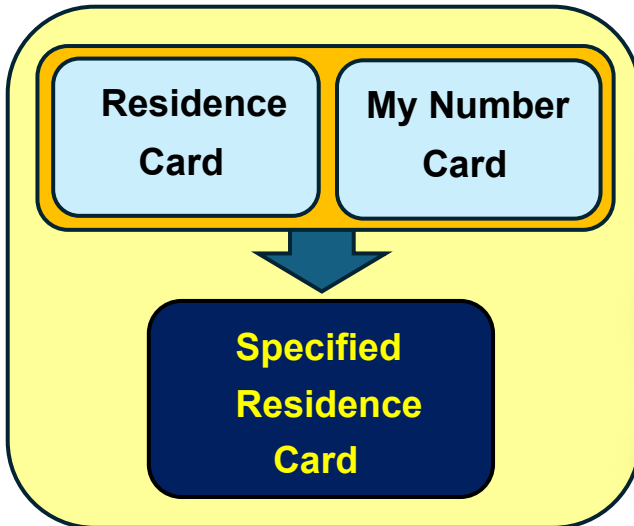 Residence
Card
My Number
Card
Specified
Residence
Card